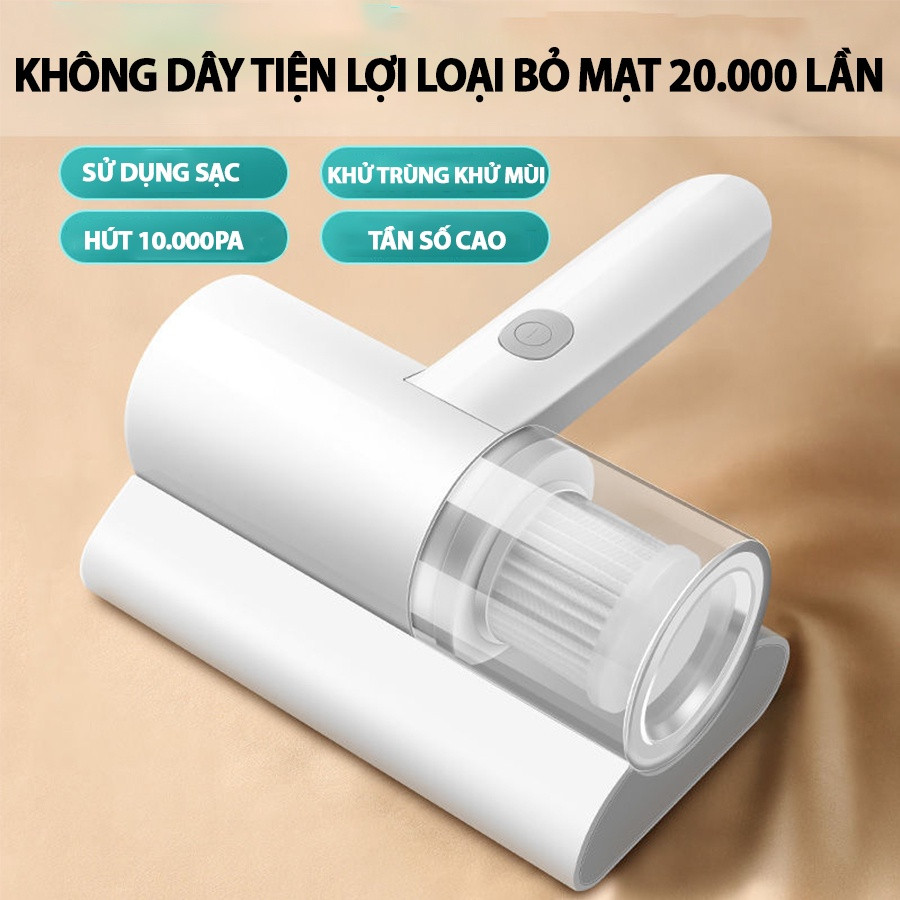 KHÔNG DÂY TIỆN LỢI LOẠI BỎ MẠT 20.000 LẦN
SỬ DỤNG SẠC
KHỬ TRÙNG KHỬ MÙI
HÚT 10.000PA
TẦN SỐ CAO